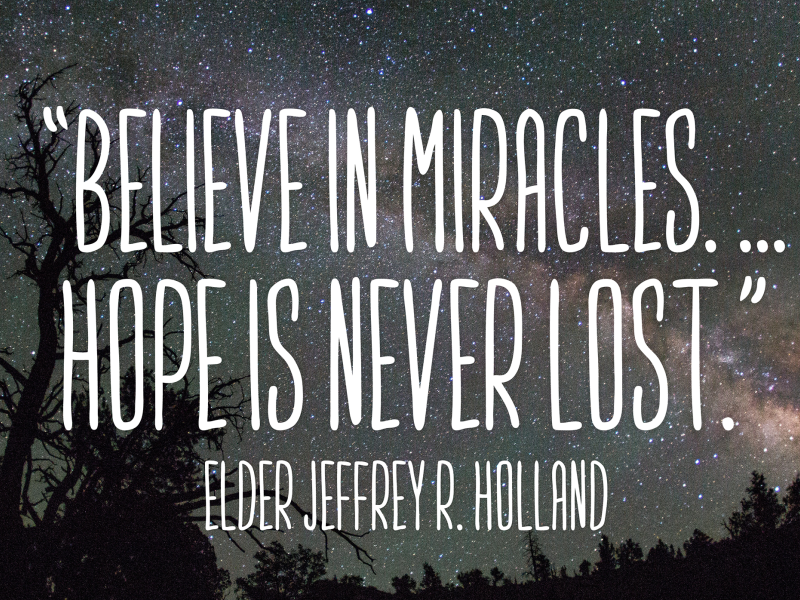 “BELIEVE IN MIRACLES. ...
HOPE IS NEVER LOST.”
ELDER JEFFREY R. HOLLAND